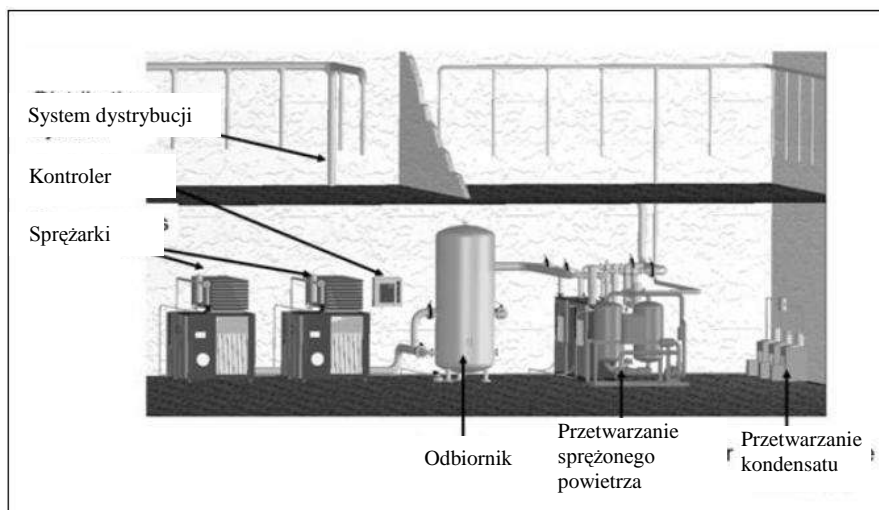 System dystrybucji
Kontroler
Sprężarki
Odbiornik
Przetwarzanie
sprężonego
powietrza
Przetwarzanie
kondensatu